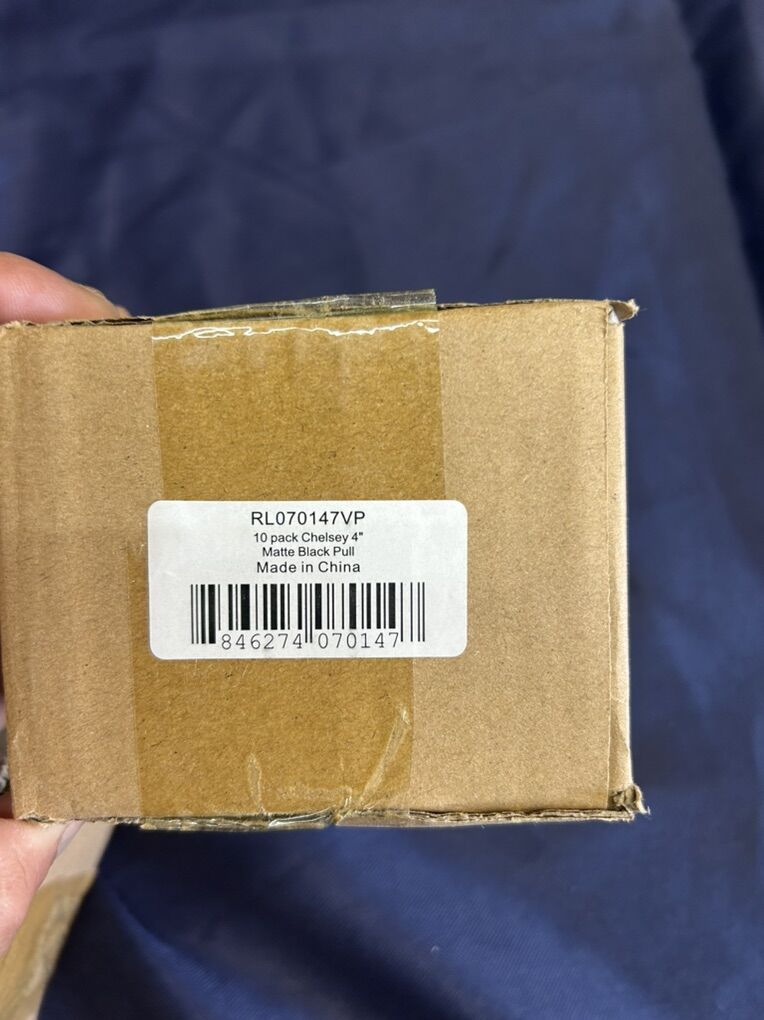 RL070147VP
10 pack Chelsey 4"
Matte Black Pull
Made in China
846274 070147